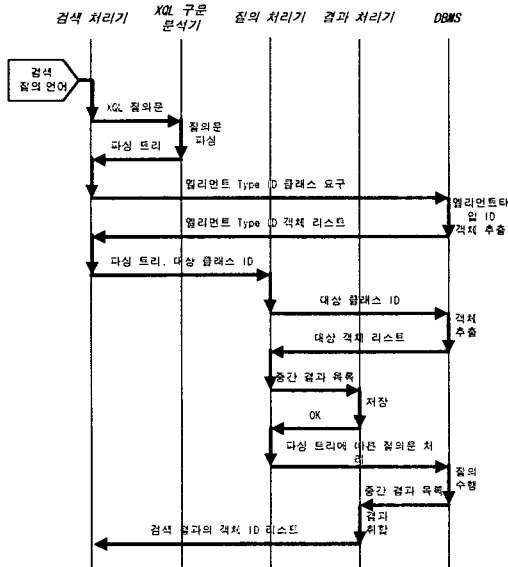 검색 처리기
XQL 구문
분석기
질의 처리기
결과 처리기
DBMS
검색
질의 언어
XQL 질의문
질의문
파싱
파싱 트리
엘리먼트 Type ID 클래스 요구
엘리먼트타
입 ID
객체 추출
엘리먼트 Type ID 객체 리스트
파싱 트리, 대상 클래스 ID
대상 클래스 ID
객체
추출
대상 객체 리스트
중간 결과 목록
저장
OK
파싱 트리에 따른 질의문 처
리
질의
수행
중간 결과 목록
결과
취합
검색 결과의 객체 ID 리스트